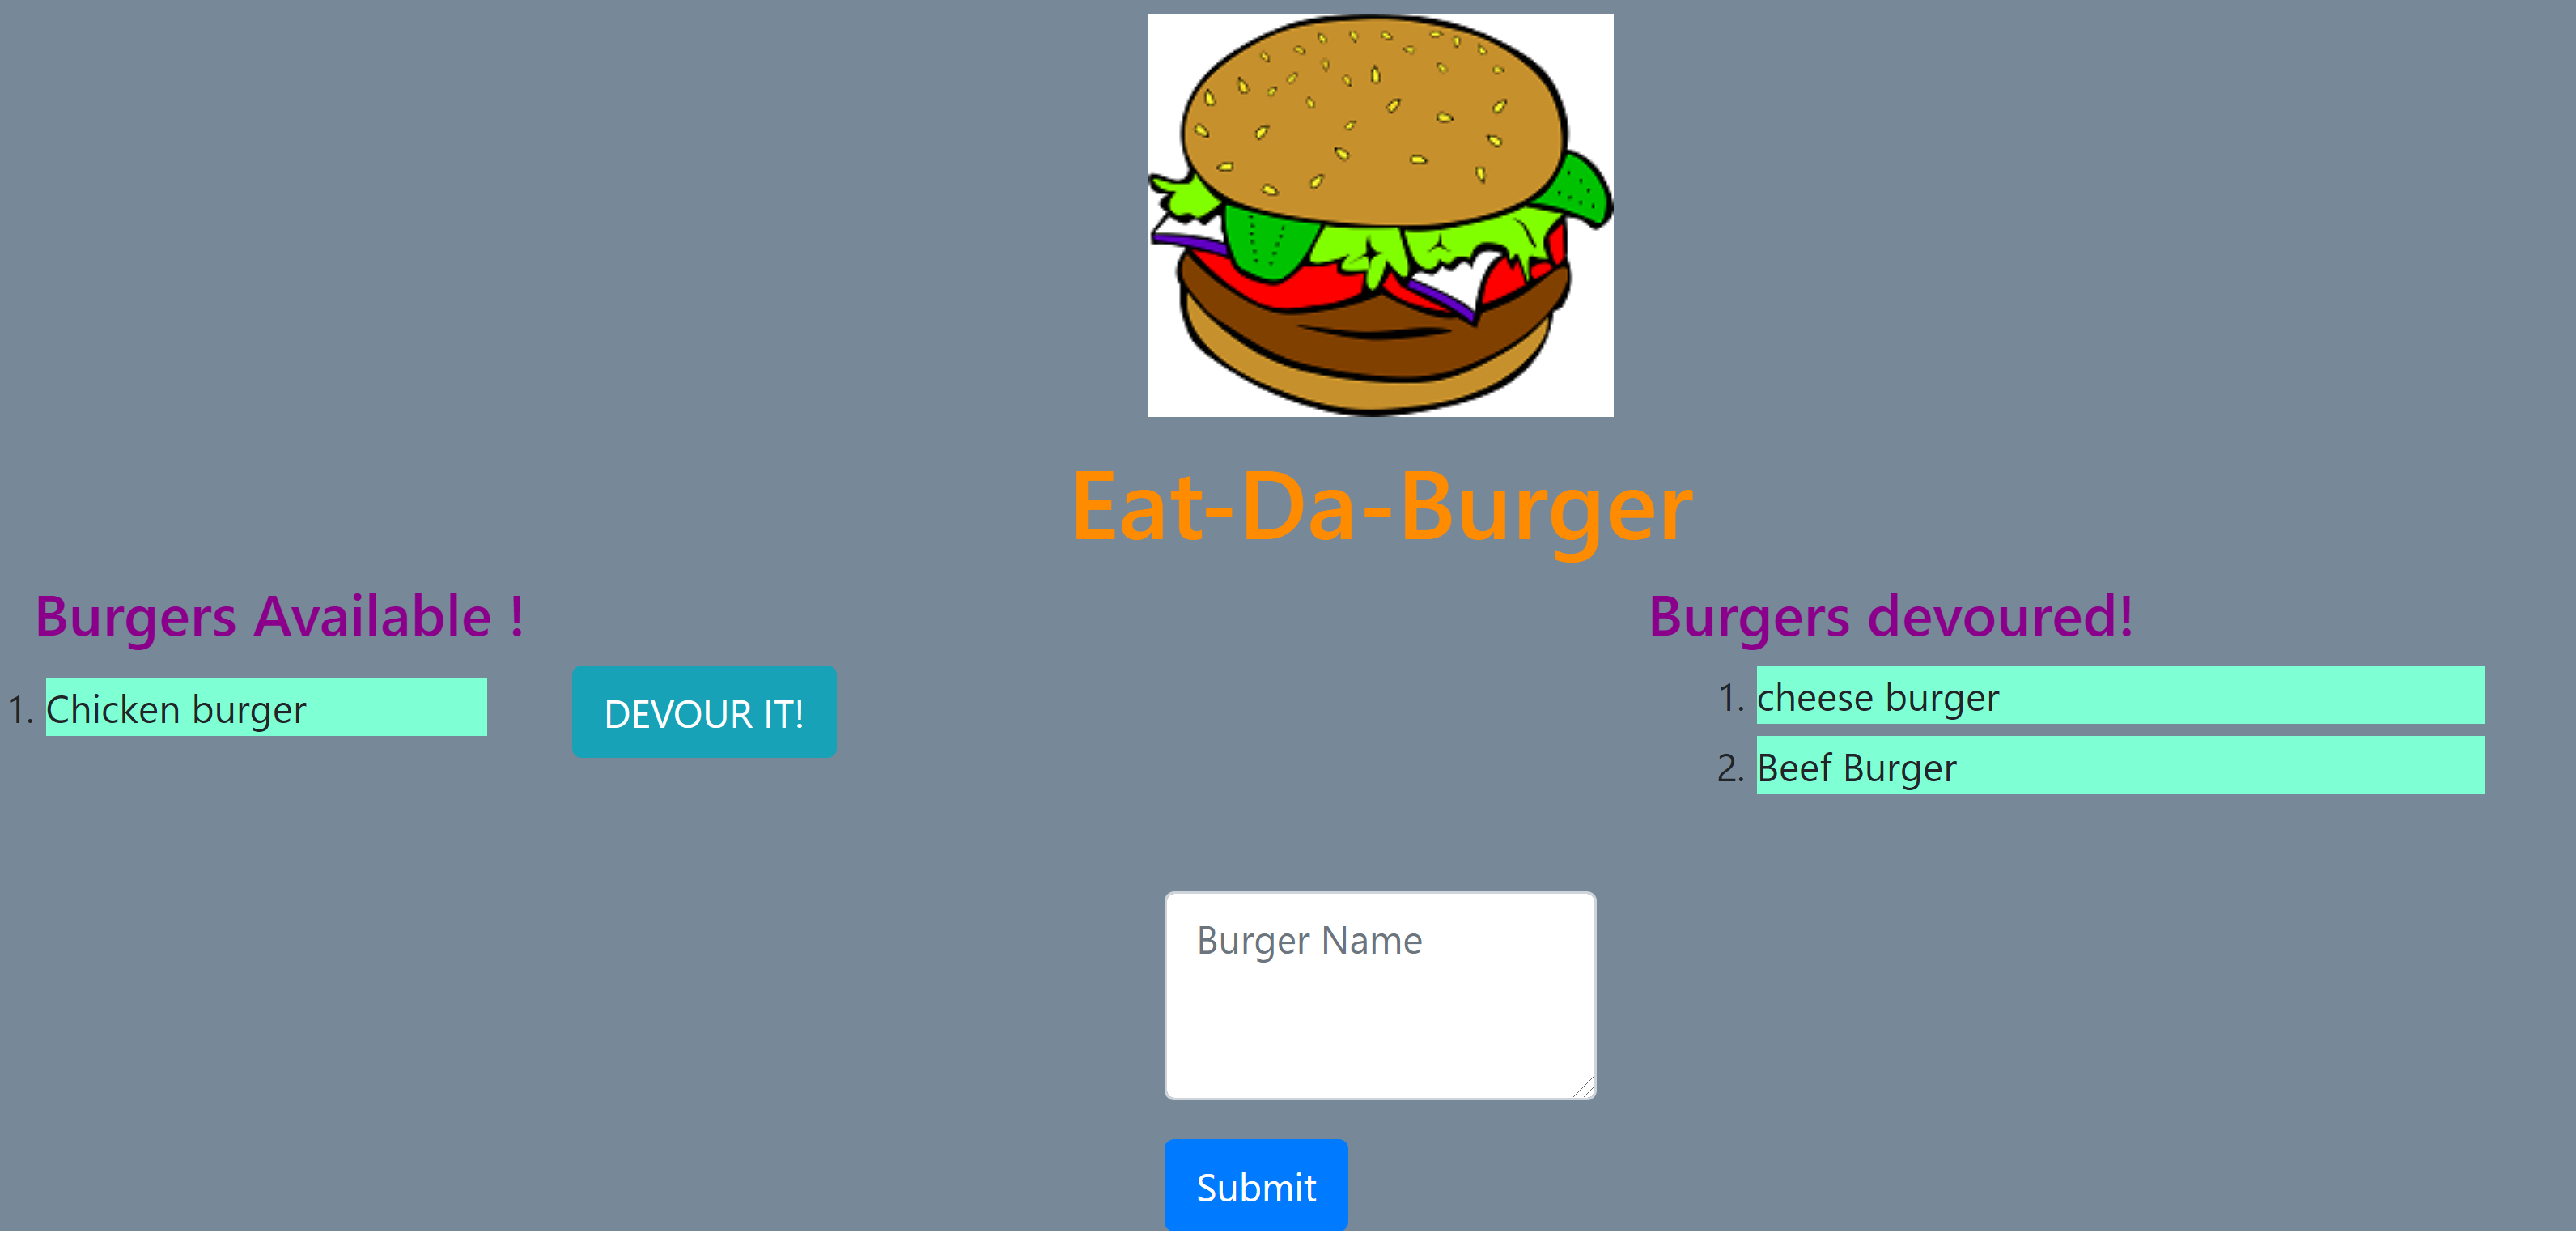 Eat-Da-Burger
Burgers Available !
1. Chicken burger
DEVOUR IT!
Burgers devoured!
1. cheese burger
2. Beef Burger
Burger Name
Submit